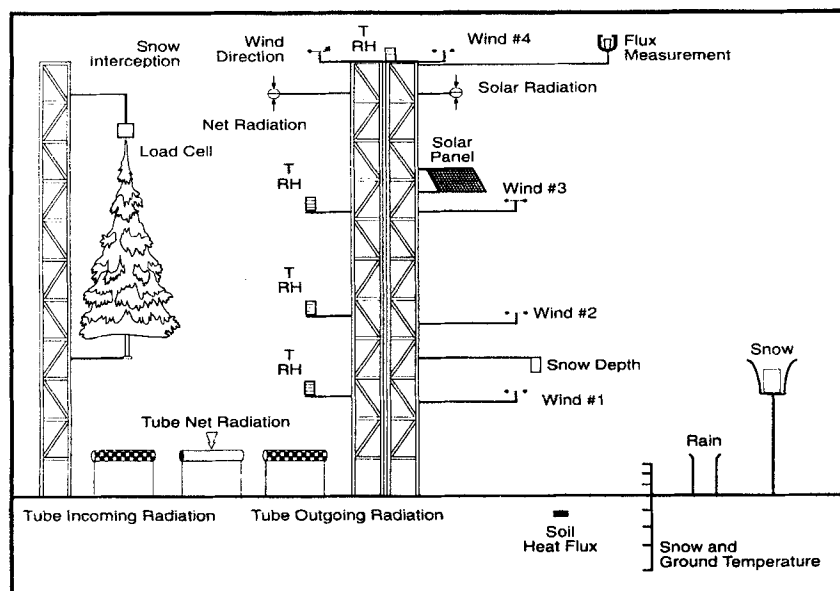 Snow
interception
Wind
Direction
T
RH
Wind #4
Flux
Measurement
Net Radiation
Solar Radiation
Load Cell
Solar
Panel
T
RH
Wind #3
T
RH
Wind #2
Snow Depth
T
RH
Wind #1
Snow
Tube Net Radiation
Rain
Tube Incoming Radiation
Tube Outgoing Radiation
Soil
Heat Flux
Snow and
Ground Temperature